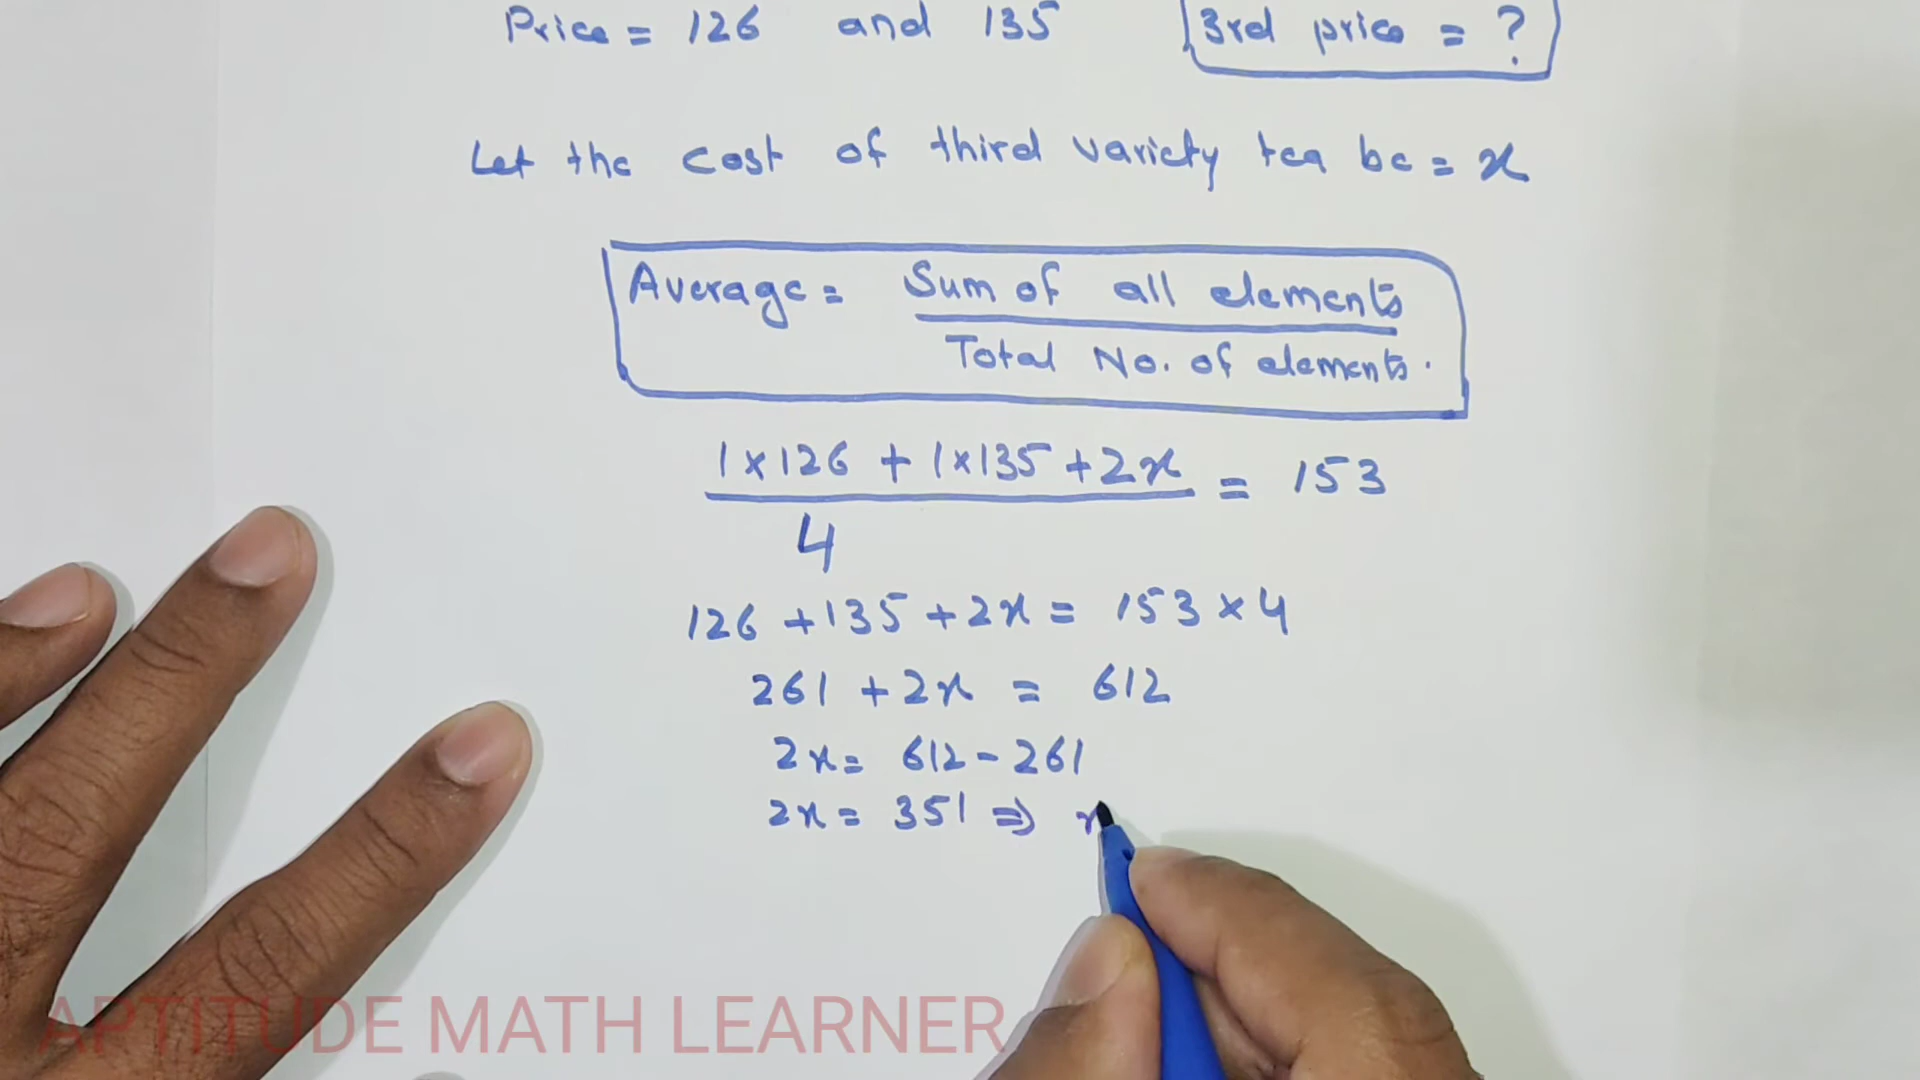 Price = 126 and 135 3rd price = ?
Let the cost of third variety tea be = x
Average = Sum of all elements
Total No. of elements.
1 x 126 + 1 x 135 + 2x = 153
4
126 + 135 + 2x = 153 x 4
261 + 2x = 612
2x = 612 - 261
2x = 351 ⇒ x
APTITUDE MATH LEARNER